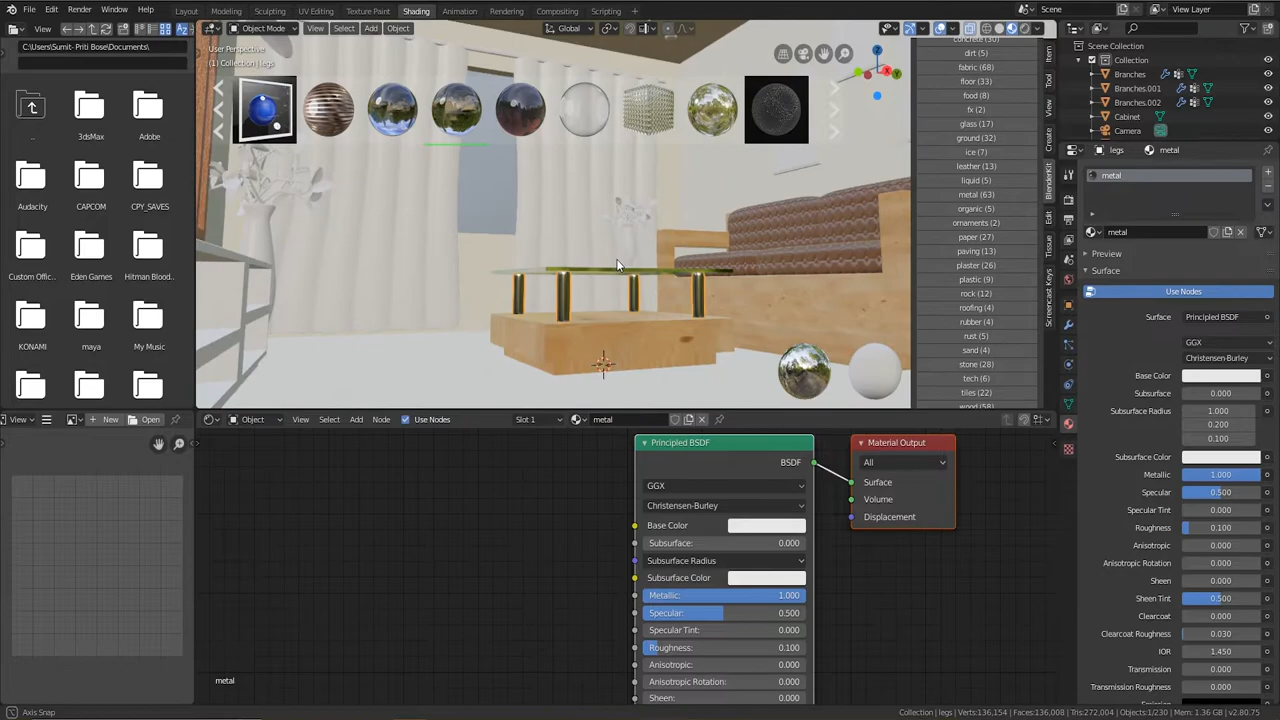 File Edit Render Window Help Layout Modeling Sculpting UV Editing Texture Paint Shading Animation Rendering Compositing Scripting Scene View Layer
Object Mode View Select Add Object Global
C:\Users\Sumit-Priti Bose\Documents\
User Perspective
(1) Collection | legs
..
3dsMax
Adobe
Audacity
CAPCOM
CPY_SAVES
Custom Offic...
Eden Games
Hitman Blood...
KONAMI
maya
My Music
dirt (5)
fabric (68)
floor (33)
food (8)
fx (2)
glass (17)
ground (32)
ice (7)
leather (13)
liquid (5)
metal (63)
organic (5)
ornaments (2)
paper (27)
paving (13)
plaster (26)
plastic (9)
rock (12)
roofing (4)
rubber (4)
rust (5)
sand (4)
stone (28)
tech (6)
tiles (22)
wood (58)
Item
Tool
View
Create
BlenderKit
Edit
Tissue
Screencast Keys
Scene Collection
Collection
Branches
Branches.001
Branches.002
Cabinet
Camera
legs metal
metal
metal
Preview
Surface
Use Nodes
Surface: Principled BSDF
GGX
Christensen-Burley
Base Color
Subsurface 0.000
Subsurface Radius 1.000
0.200
0.100
Subsurface Color
Metallic 1.000
Specular 0.500
Specular Tint 0.000
Roughness 0.100
Anisotropic 0.000
Anisotropic Rotation 0.000
Sheen 0.000
Sheen Tint 0.500
Clearcoat 0.000
Clearcoat Roughness 0.030
IOR 1.450
Transmission 0.000
Transmission Roughness 0.000
View New Open
Object View Select Add Node Use Nodes Slot 1 metal
Principled BSDF
BSDF
GGX
Christensen-Burley
Base Color
Subsurface: 0.000
Subsurface Radius
Subsurface Color
Metallic: 1.000
Specular: 0.500
Specular Tint: 0.000
Roughness: 0.100
Anisotropic: 0.000
Anisotropic Rotation: 0.000
Sheen: 0.000
Material Output
All
Surface
Volume
Displacement
metal
Axis Snap
Collection | legs | Verts:136,154 | Faces:136,008 | Tris:272,004 | Objects:1/230 | Mem: 1.36 GB | v2.80.75